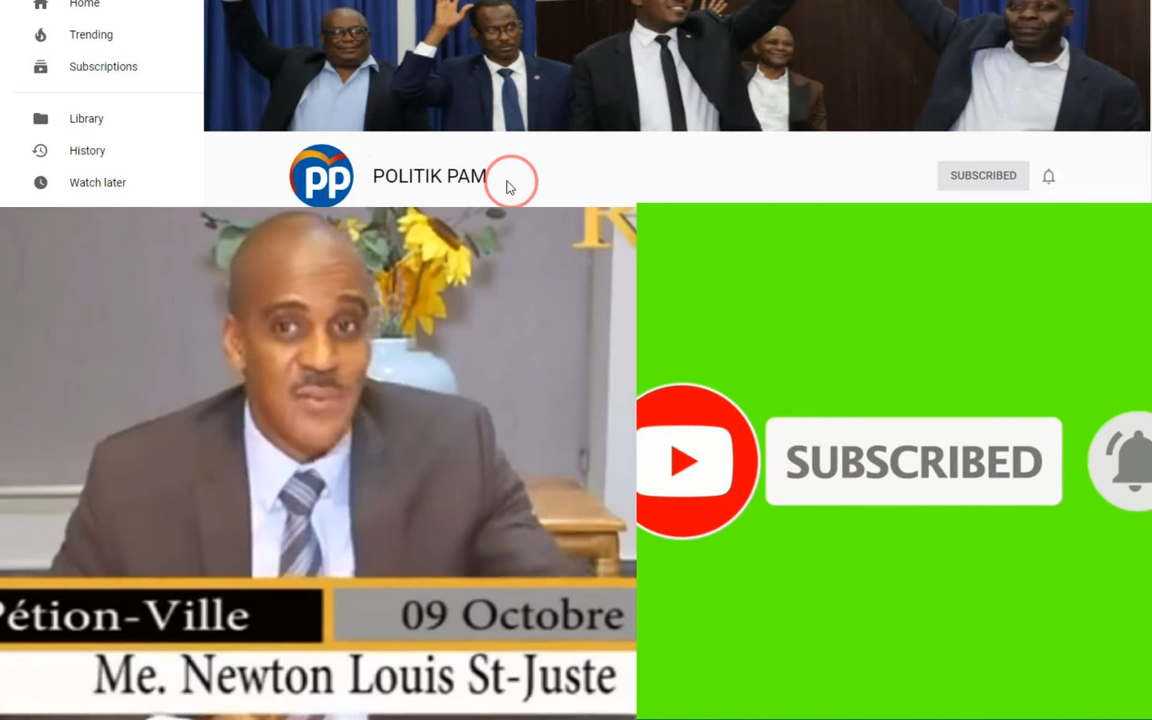 Home
Trending
Subscriptions
Library
History
Watch later
pp
POLITIK PAM
SUBSCRIBED
SUBSCRIBED
Pétion-Ville
09 Octobre
Me. Newton Louis St-Juste